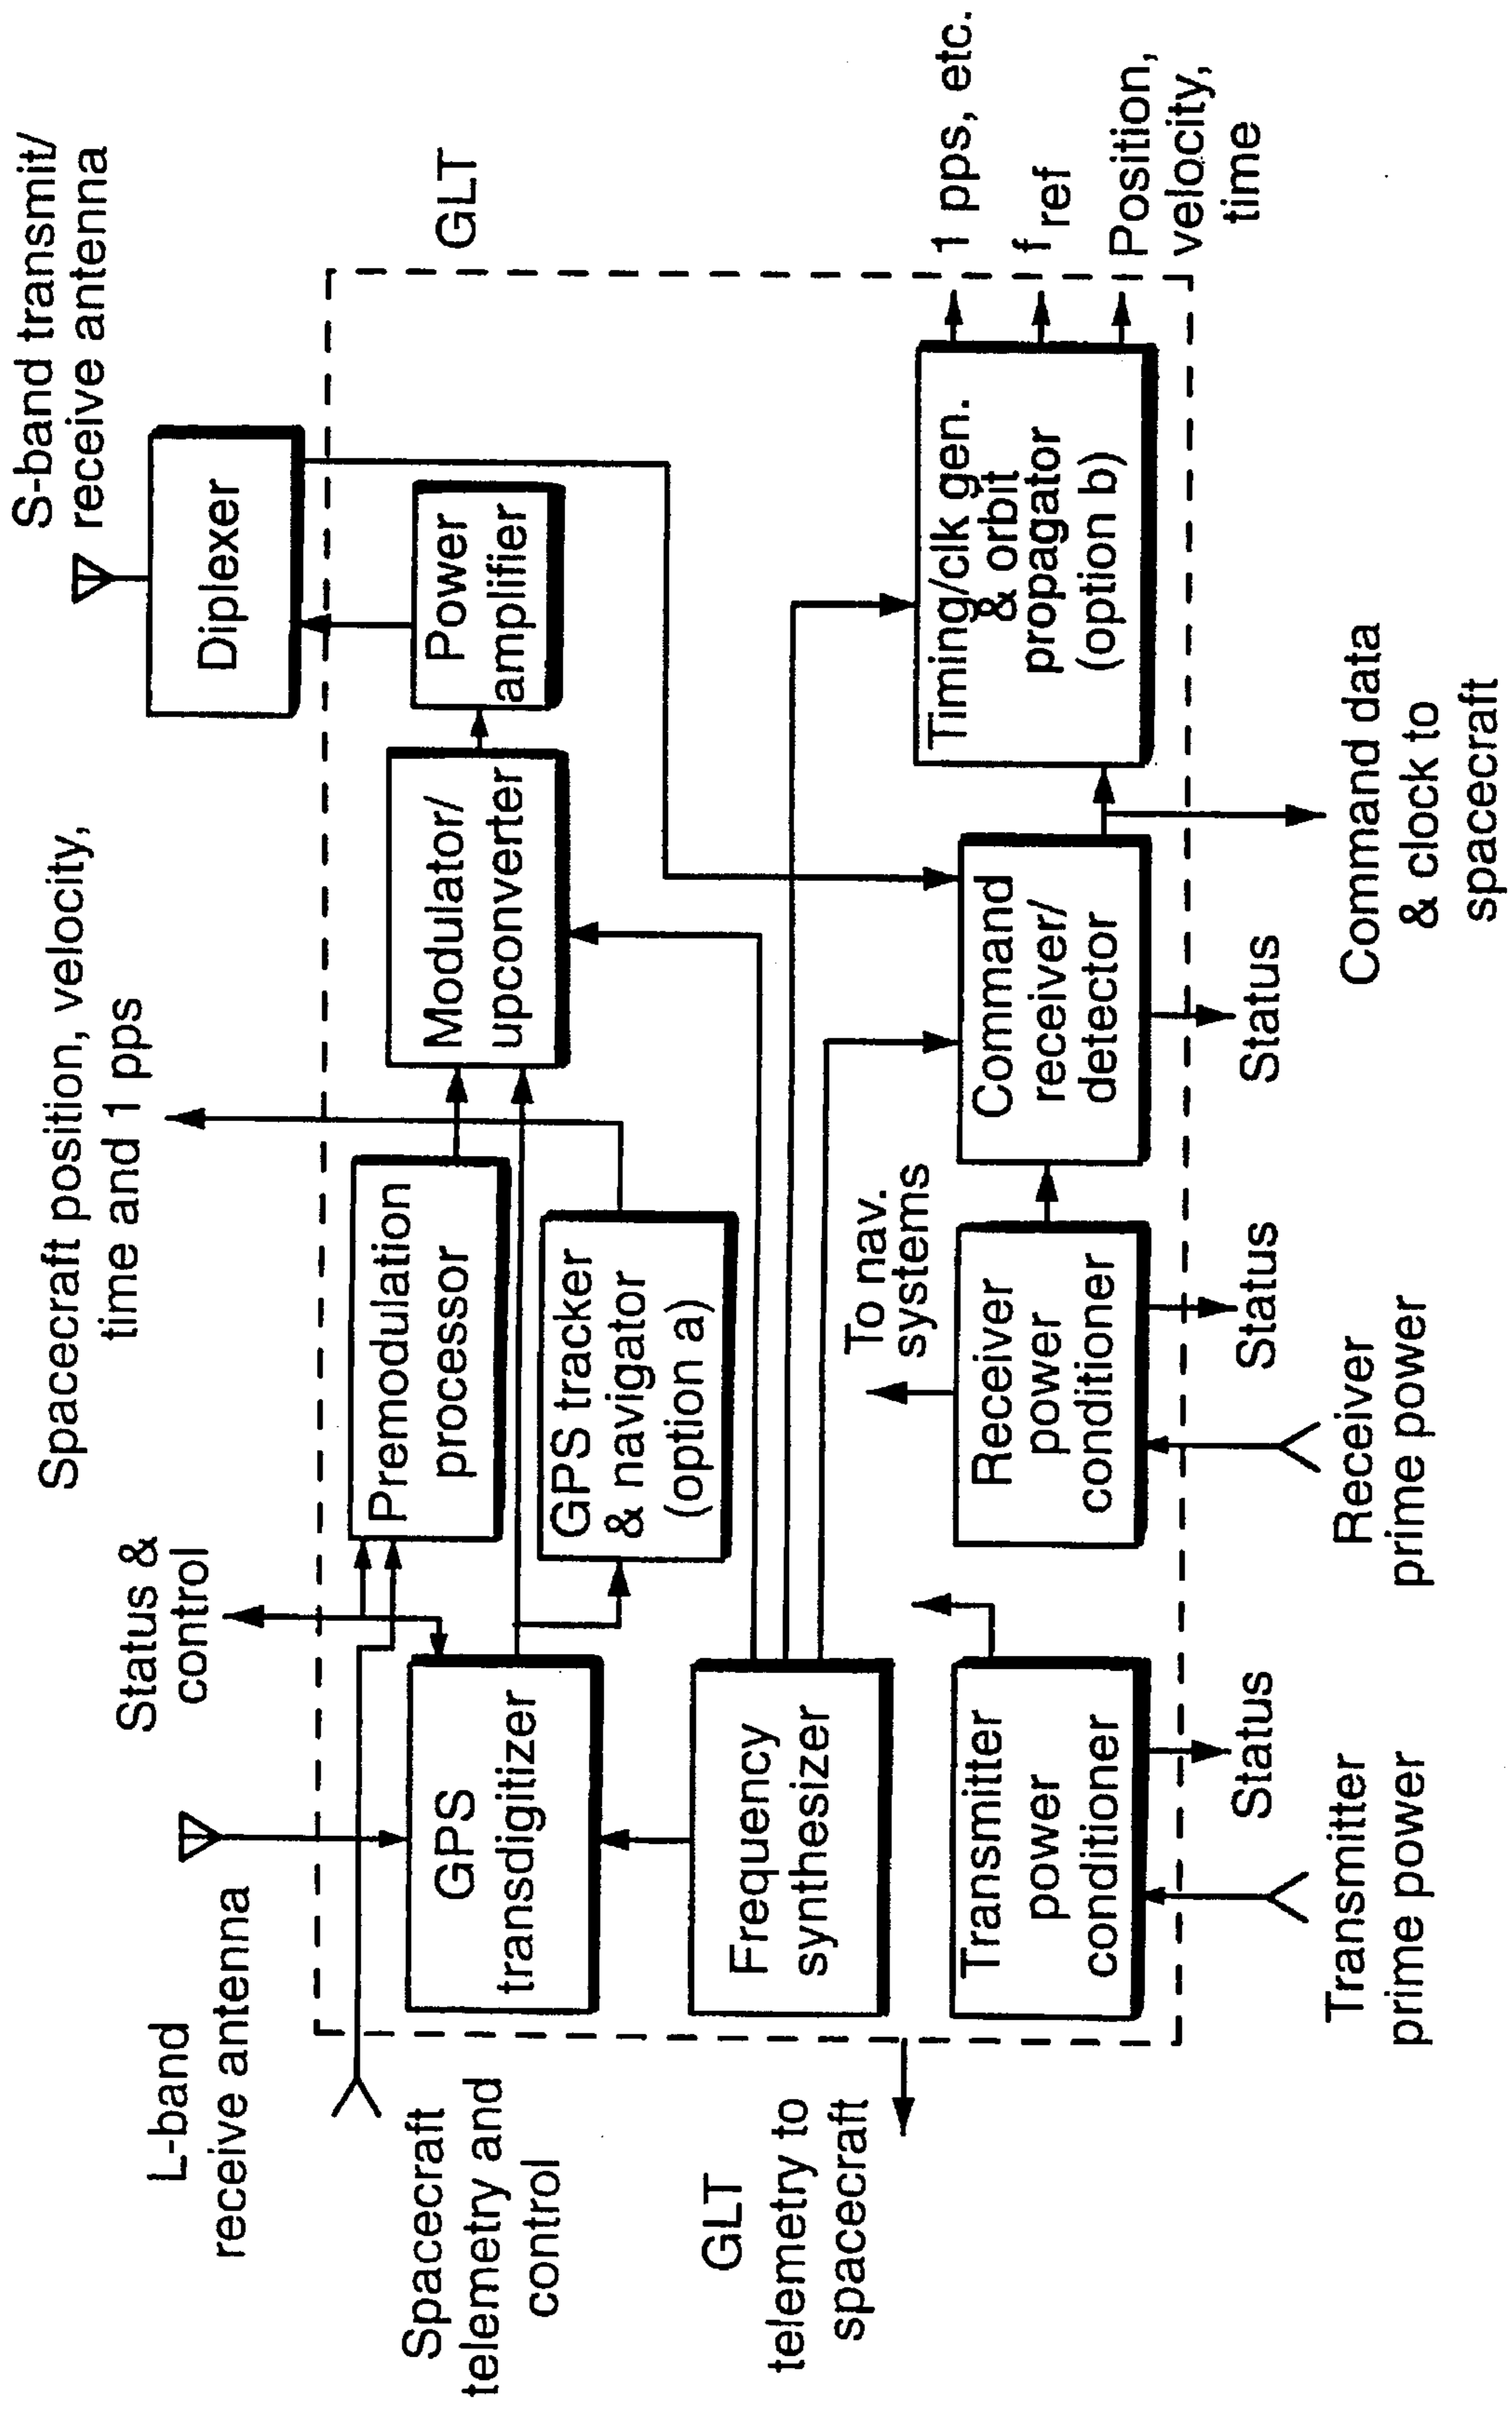 S-band transmit/
receive antenna
Spacecraft position, velocity,
time and 1 pps
Status &
control
L-band
receive antenna
Diplexer
GLT
Spacecraft
telemetry and
control
GPS
transdigitizer
Premodulation
processor
Modulator/
upconverter
Power
amplifier
GPS tracker
& navigator
(option a)
GLT
telemetry to
spacecraft
Frequency
synthesizer
To nav.
systems
Transmitter
power
conditioner
Receiver
power
conditioner
Command
receiver/
detector
Timing/clk gen.
& orbit
propagator
(option b)
1 pps, etc.
f ref
Position,
velocity,
time
Status
Status
Status
Transmitter
prime power
Receiver
prime power
Command data
& clock to
spacecraft